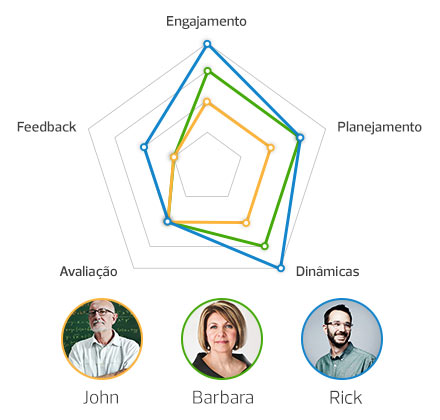 Engajamento
Feedback
Planejamento
Avaliação
Dinâmicas
John
Barbara
Rick